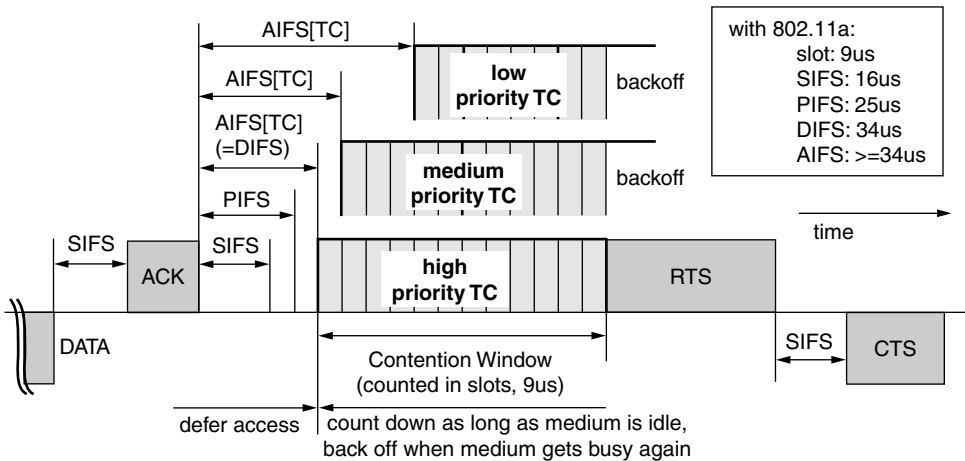 AIFS[TC]
with 802.11a:
slot: 9us
SIFS: 16us
PIFS: 25us
DIFS: 34us
AIFS: >=34us
low
priority TC
backoff
AIFS[TC]
AIFS[TC]
(=DIFS)
medium
priority TC
backoff
PIFS
time
SIFS
SIFS
ACK
high
priority TC
RTS
DATA
SIFS
CTS
Contention Window
(counted in slots, 9us)
defer access
count down as long as medium is idle,
back off when medium gets busy again